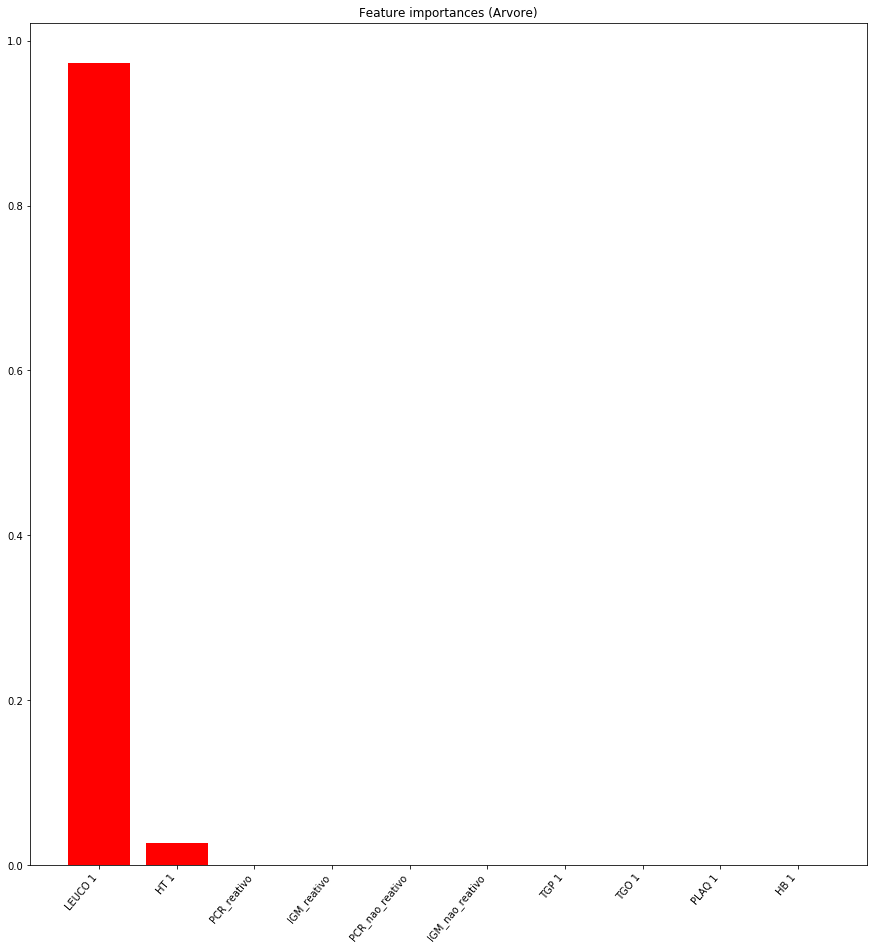 Feature importances (Arvore)
1.0
0.8
0.6
0.4
0.2
0.0
LEUCO 1
HT 1
PCR_reativo
IGM_reativo
PCR_nao_reativo
IGM_nao_reativo
TGP 1
TGO 1
PLAQ 1
HB 1